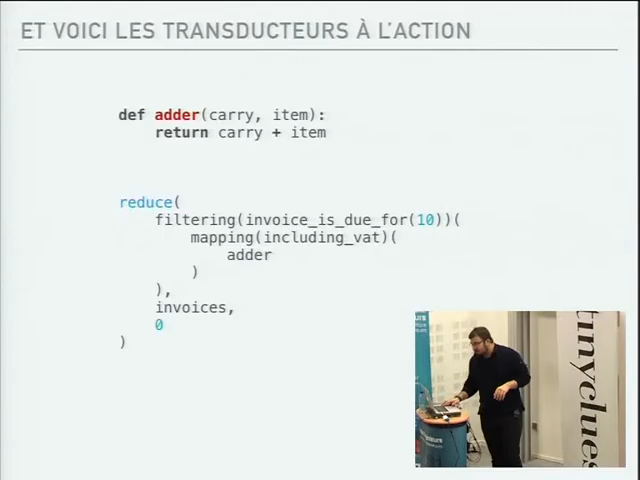 ET VOICI LES TRANSDUCTEURS À L'ACTION
def adder(carry, item):
    return carry + item
reduce(
    filtering(invoice_is_due_for(10))(
        mapping(including_vat)(
            adder
        )
    ),
    invoices,
    0
)
tinyclues